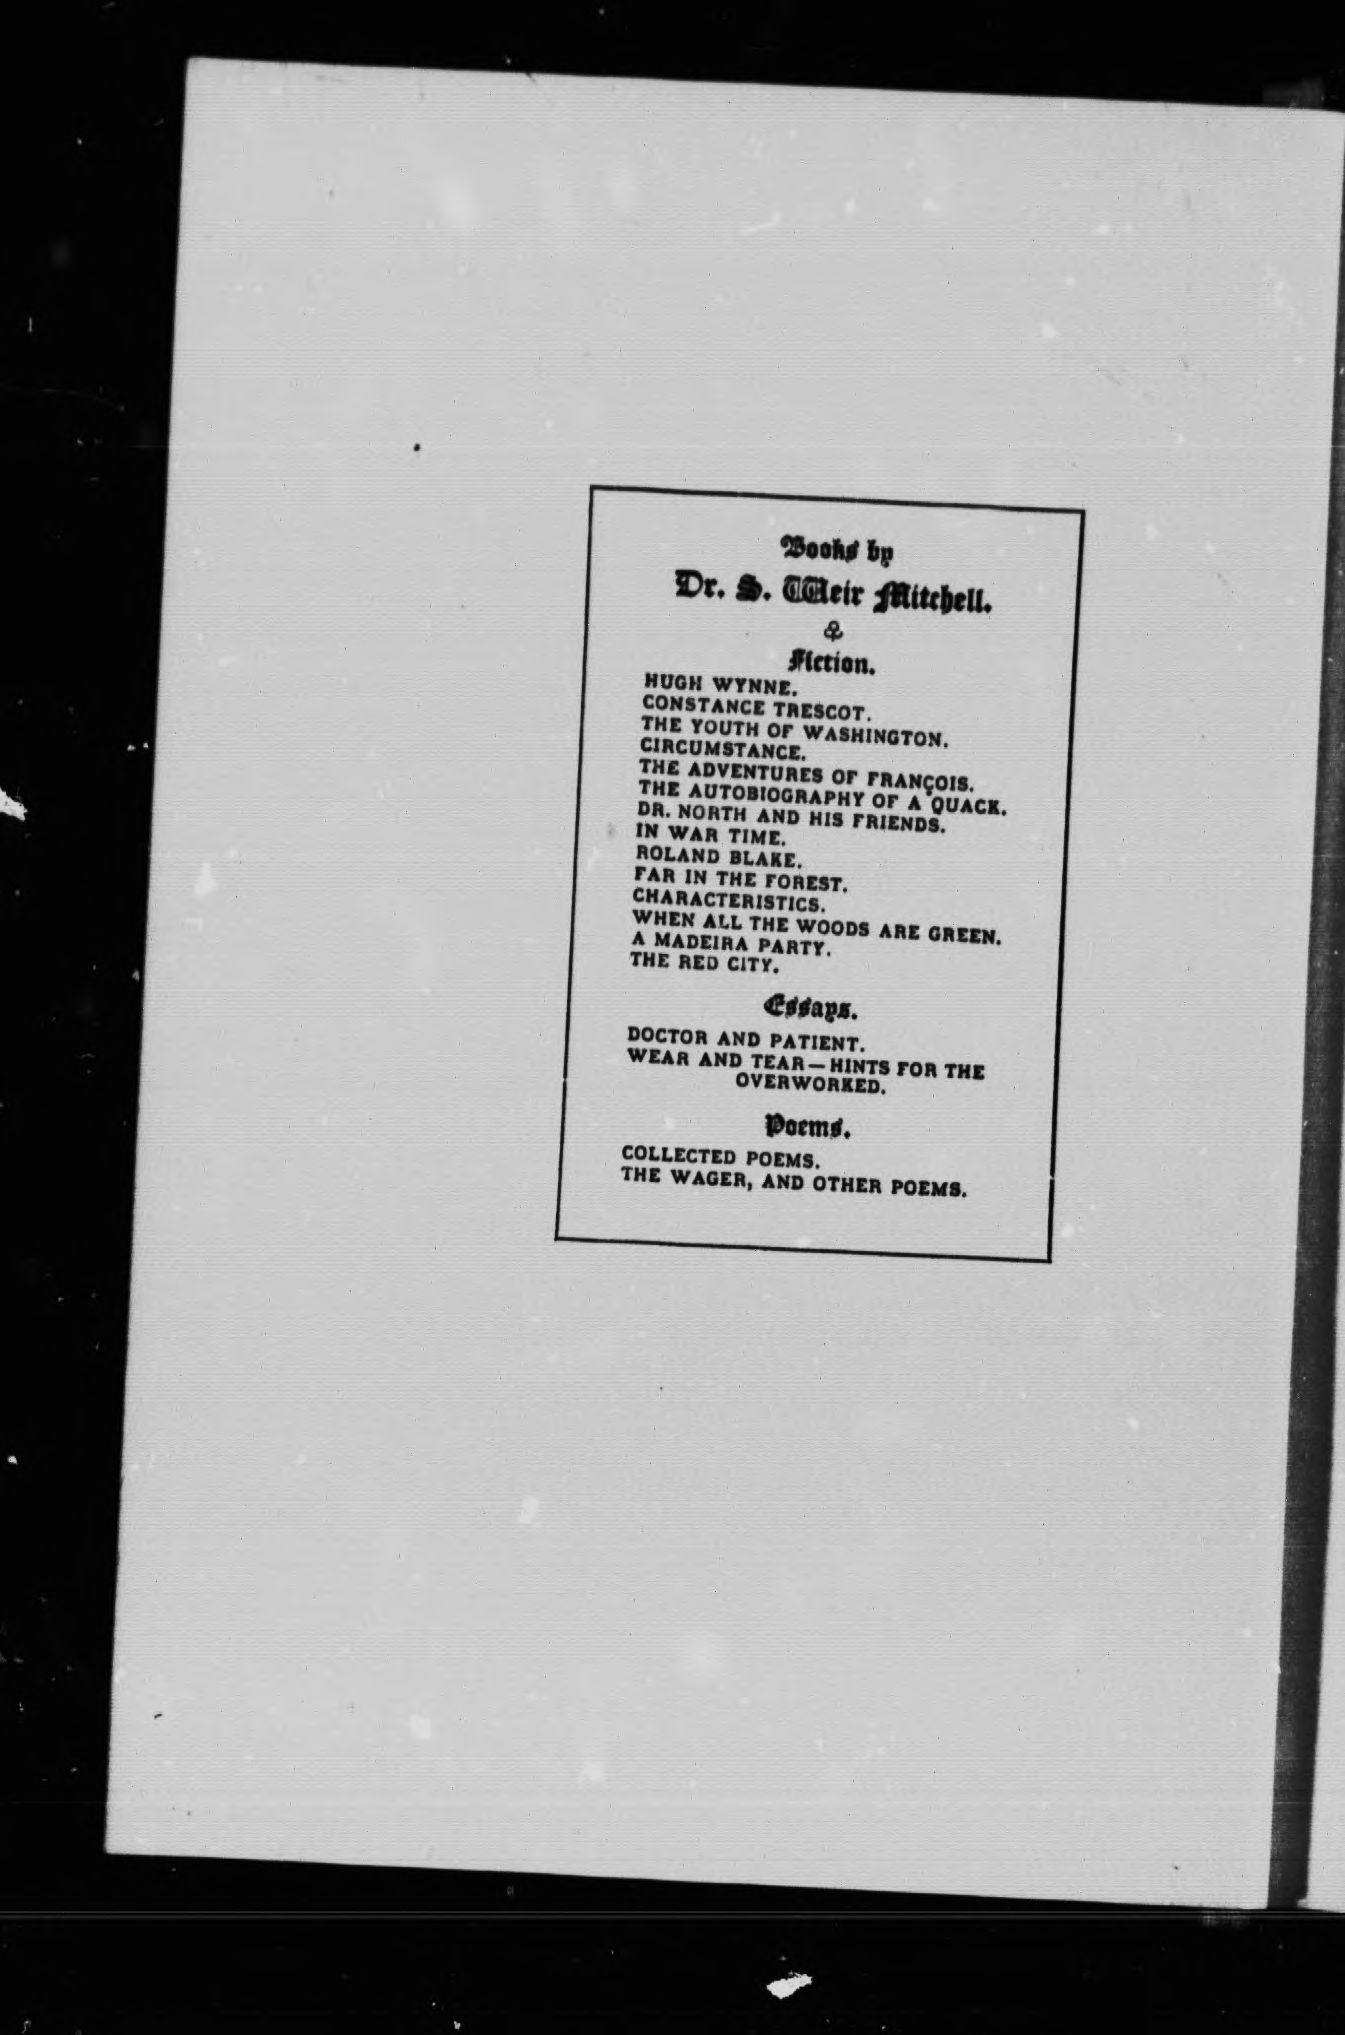 Books by
Dr. S. Weir Mitchell.
Fiction.
HUGH WYNNE.
CONSTANCE TRESCOT.
THE YOUTH OF WASHINGTON.
CIRCUMSTANCE.
THE ADVENTURES OF FRANÇOIS.
THE AUTOBIOGRAPHY OF A QUACK.
DR. NORTH AND HIS FRIENDS.
IN WAR TIME.
ROLAND BLAKE.
FAR IN THE FOREST.
CHARACTERISTICS.
WHEN ALL THE WOODS ARE GREEN.
A MADEIRA PARTY.
THE RED CITY.
Essays.
DOCTOR AND PATIENT.
WEAR AND TEAR—HINTS FOR THE
OVERWORKED.
Poems.
COLLECTED POEMS.
THE WAGER, AND OTHER POEMS.